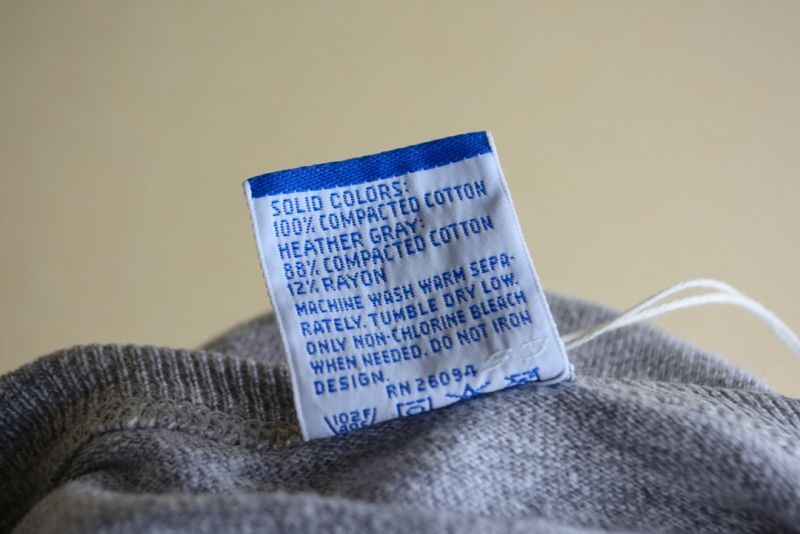 SOLID COLORS:
100% COMPACTED COTTON
HEATHER GRAY:
88% COMPACTED COTTON
12% RAYON
MACHINE WASH WARM SEPA-
RATELY. TUMBLE DRY LOW.
ONLY NON-CHLORINE BLEACH
WHEN NEEDED. DO NOT IRON
DESIGN.
RN 26094
102F